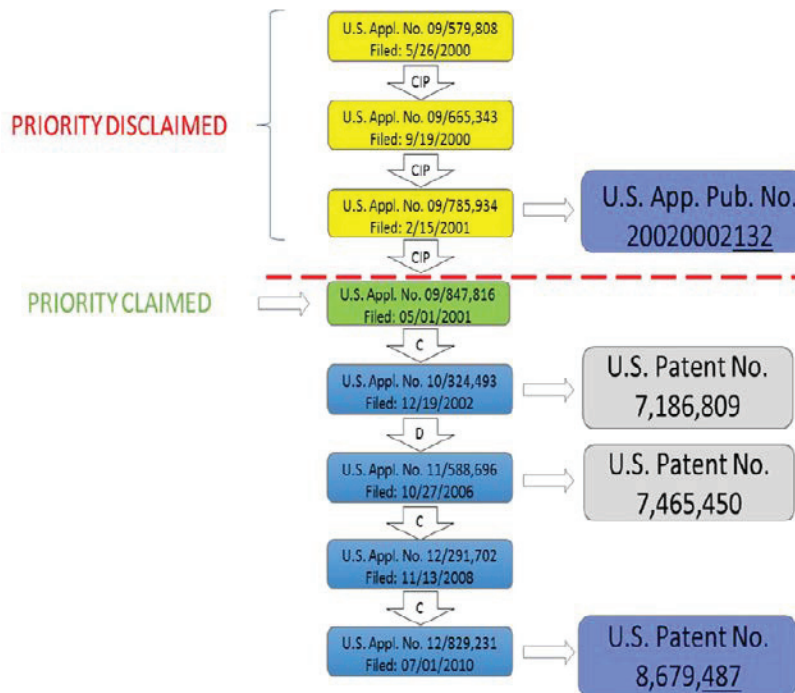 U.S. Appl. No. 09/579,808
Filed: 5/26/2000
CIP
PRIORITY DISCLAIMED
U.S. Appl. No. 09/665,343
Filed: 9/19/2000
CIP
U.S. Appl. No. 09/785,934
Filed: 2/15/2001
U.S. App. Pub. No.
20020002132
CIP
PRIORITY CLAIMED
U.S. Appl. No. 09/847,816
Filed: 05/01/2001
C
U.S. Appl. No. 10/324,493
Filed: 12/19/2002
U.S. Patent No.
7,186,809
D
U.S. Appl. No. 11/588,696
Filed: 10/27/2006
U.S. Patent No.
7,465,450
C
U.S. Appl. No. 12/291,702
Filed: 11/13/2008
C
U.S. Appl. No. 12/829,231
Filed: 07/01/2010
U.S. Patent No.
8,679,487